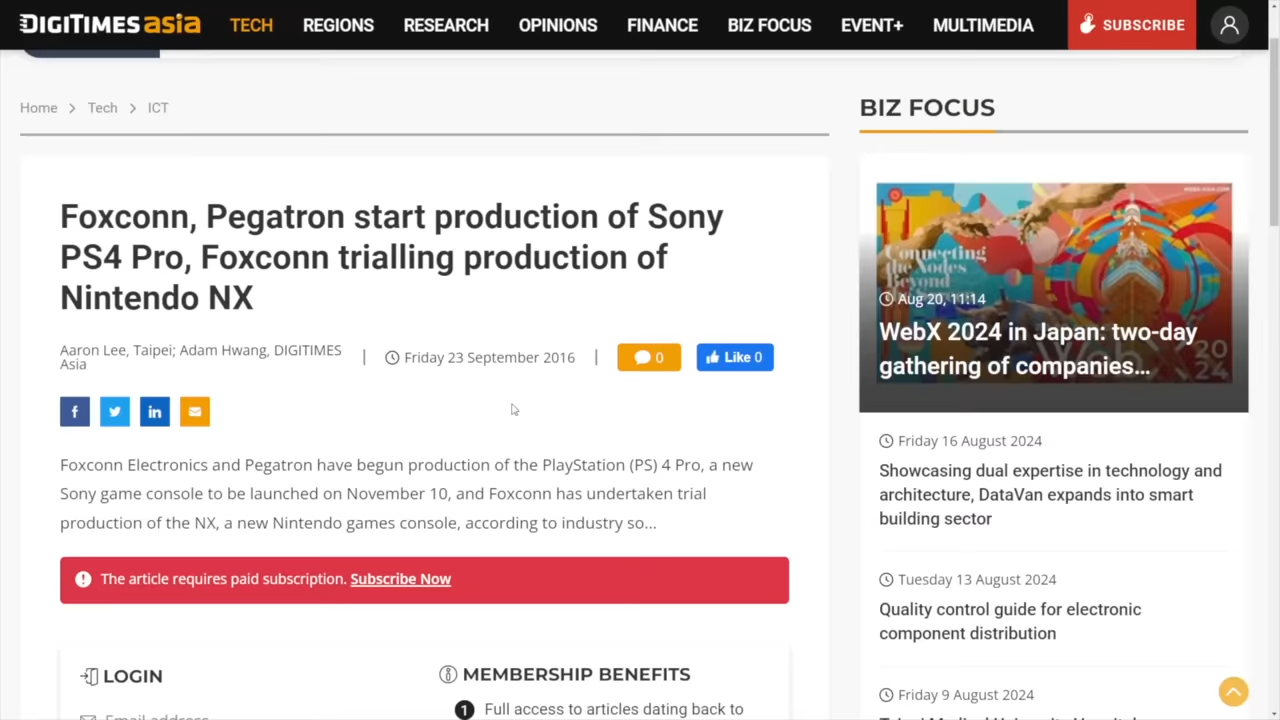 DIGITIMES asia
TECH
REGIONS
RESEARCH
OPINIONS
FINANCE
BIZ FOCUS
EVENT+
MULTIMEDIA
SUBSCRIBE
Home > Tech > ICT
Foxconn, Pegatron start production of Sony
PS4 Pro, Foxconn trialling production of
Nintendo NX
Aaron Lee, Taipei; Adam Hwang, DIGITIMES
Asia
Friday 23 September 2016
0
Like 0
Foxconn Electronics and Pegatron have begun production of the PlayStation (PS) 4 Pro, a new
Sony game console to be launched on November 10, and Foxconn has undertaken trial
production of the NX, a new Nintendo games console, according to industry so...
The article requires paid subscription. Subscribe Now
LOGIN
Email address
MEMBERSHIP BENEFITS
1 Full access to articles dating back to
BIZ FOCUS
Connecting
the Nodes
Beyond
Aug 20, 11:14
WebX 2024 in Japan: two-day
gathering of companies...
Friday 16 August 2024
Showcasing dual expertise in technology and
architecture, DataVan expands into smart
building sector
Tuesday 13 August 2024
Quality control guide for electronic
component distribution
Friday 9 August 2024